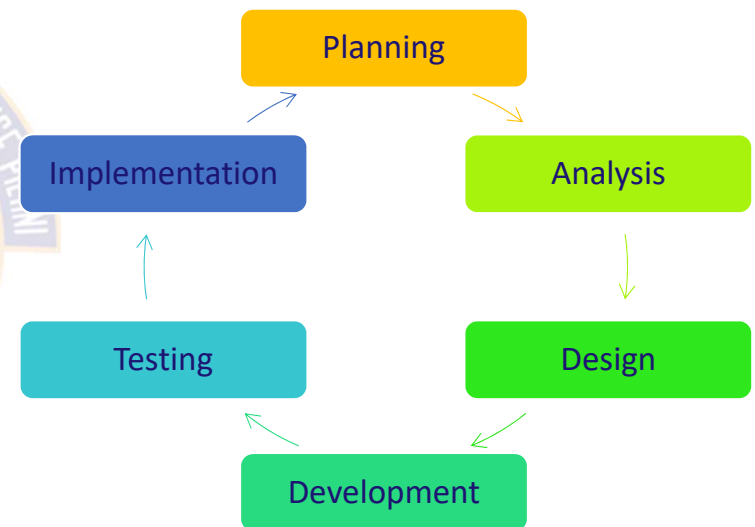 Planning
Analysis
Design
Development
Testing
Implementation